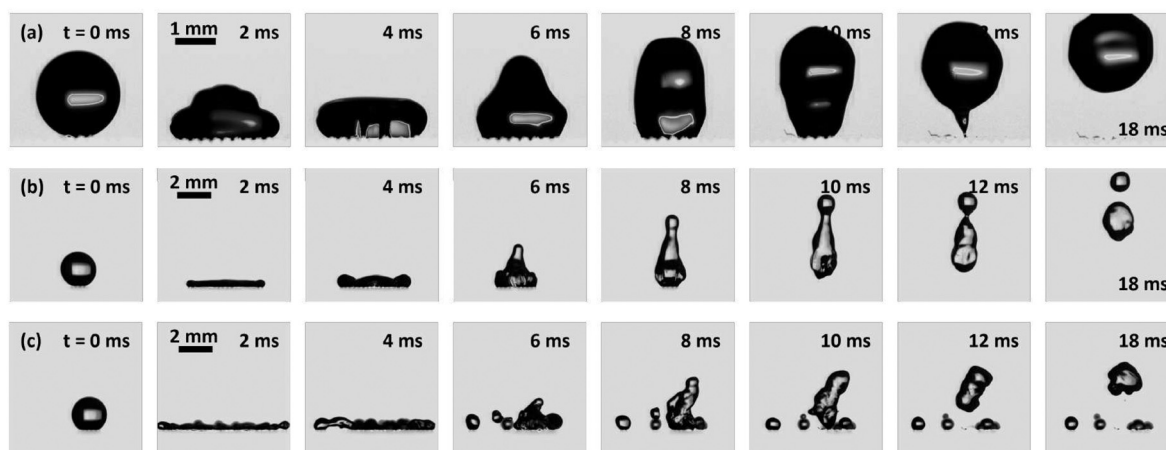 (a) t = 0 ms 1 mm 2 ms 4 ms 6 ms 8 ms 10 ms 18 ms
(b) t = 0 ms 2 mm 2 ms 4 ms 6 ms 8 ms 10 ms 12 ms 18 ms
(c) t = 0 ms 2 mm 2 ms 4 ms 6 ms 8 ms 10 ms 12 ms 18 ms